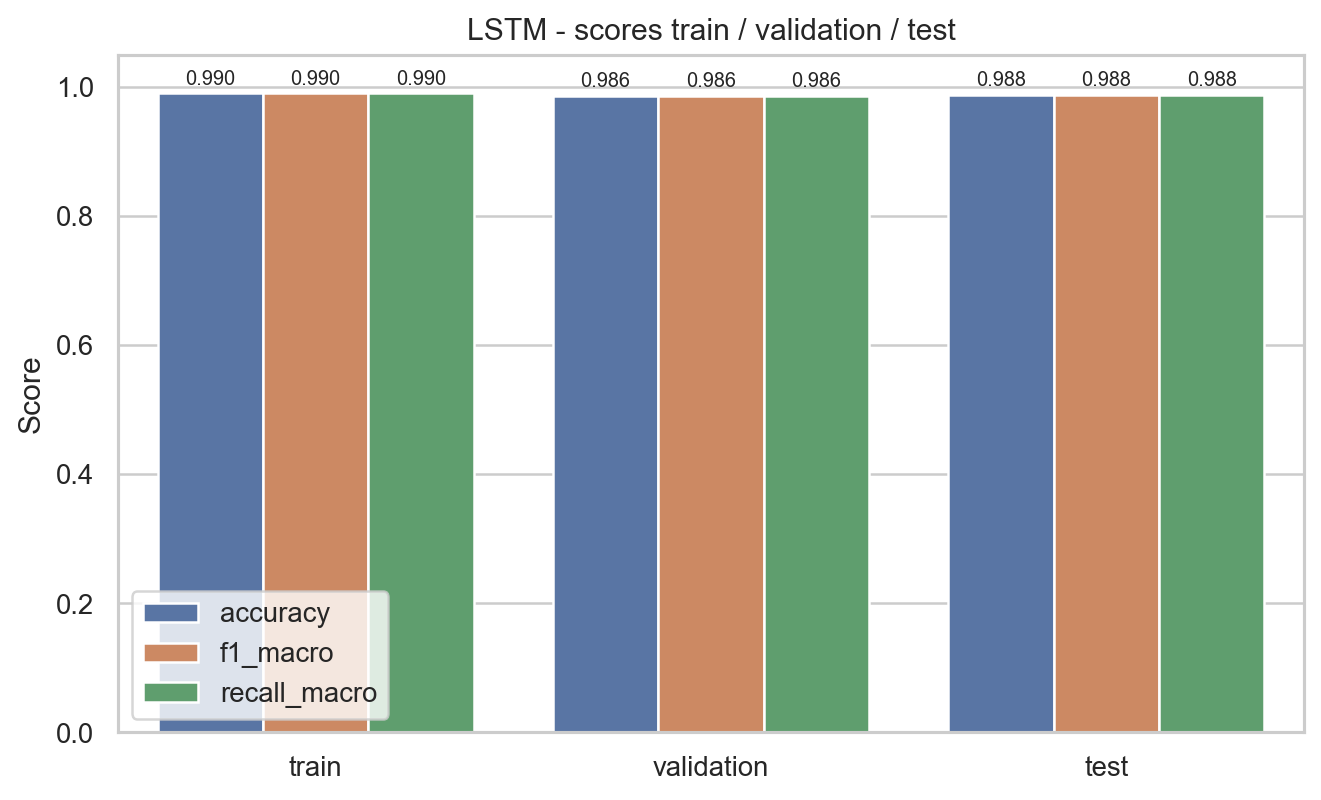 LSTM - scores train / validation / test
0.990 0.990 0.990 0.986 0.986 0.986 0.988 0.988 0.988
1.0
0.8
0.6
0.4
0.2
0.0
Score
accuracy
f1_macro
recall_macro
train validation test